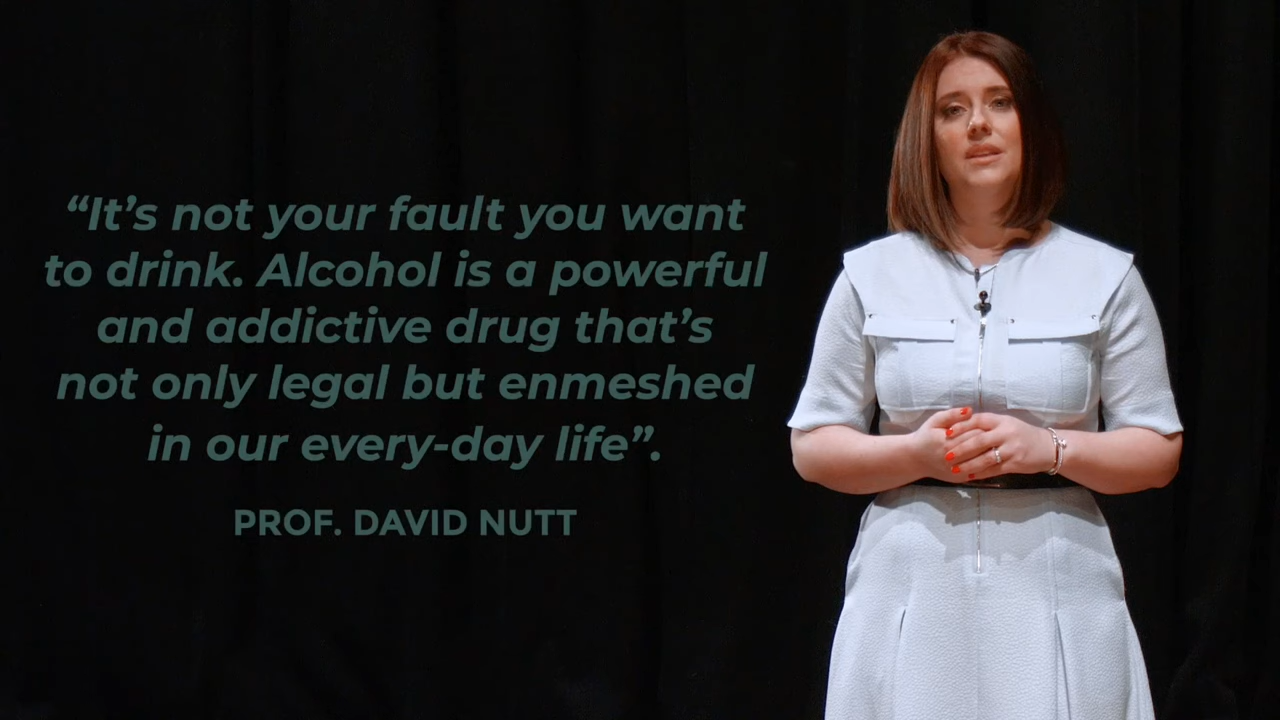 “It’s not your fault you want
to drink. Alcohol is a powerful
and addictive drug that’s
not only legal but enmeshed
in our every-day life”.
PROF. DAVID NUTT